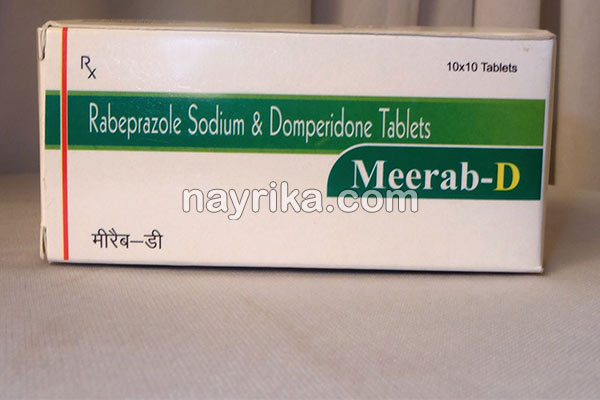 Rx
10x10 Tablets
Rabeprazole Sodium & Domperidone Tablets
Meerab-D
nayrika.com
मीरैब–डी